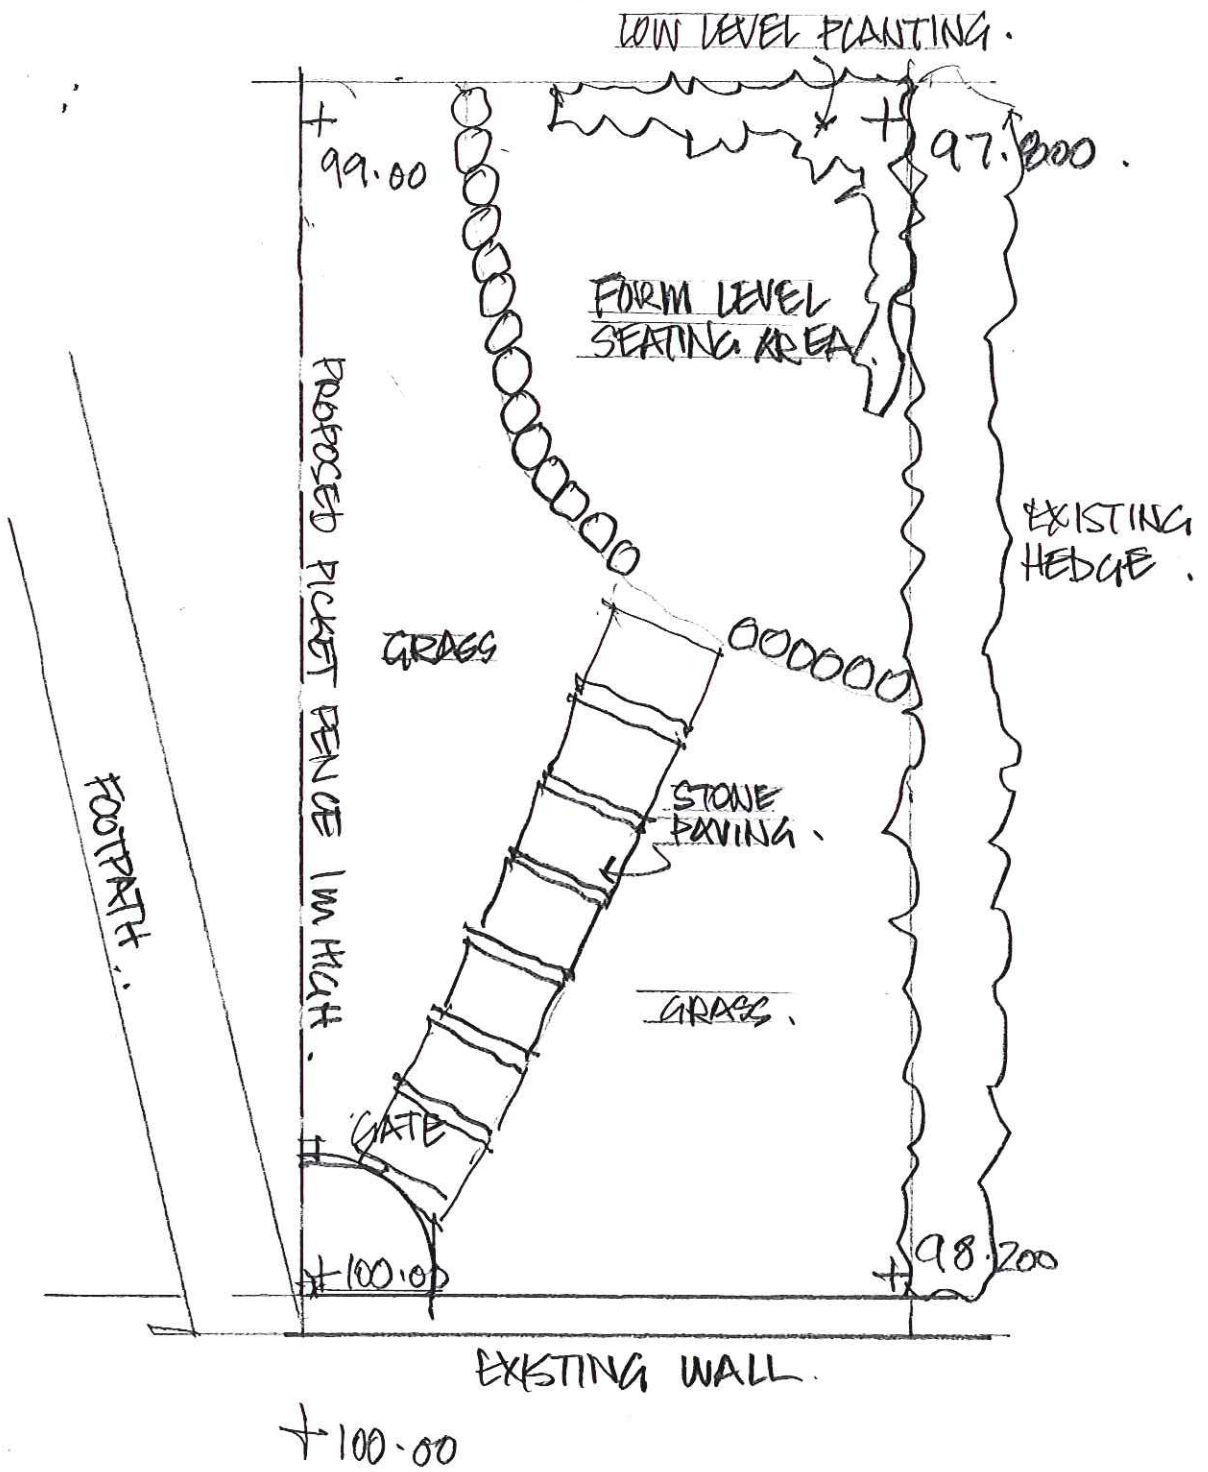 LOW LEVEL PLANTING.
99.00
97.800.
FORM LEVEL
SEATING AREA.
PROPOSED PICKET FENCE 1m HIGH.
EXISTING
HEDGE.
GRASS
STONE
PAVING.
FOOTPATH.
GRASS.
GATE
98.200
100.00
EXISTING WALL.
100.00